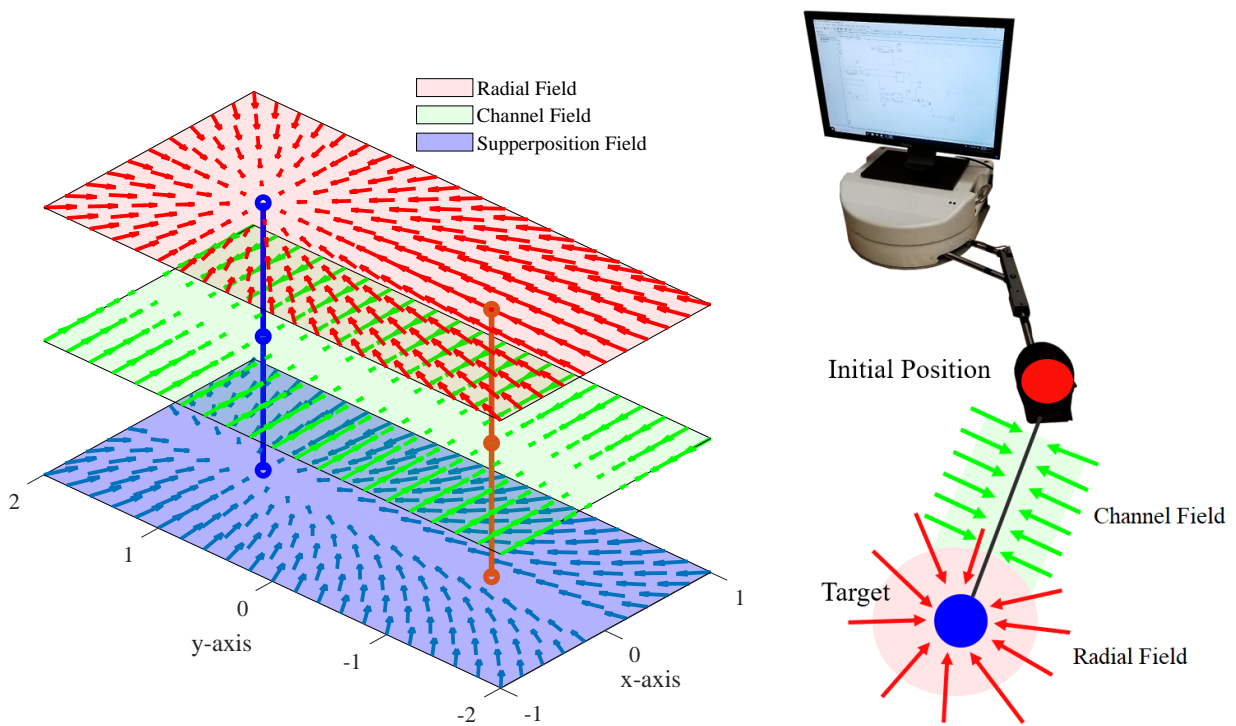 Radial Field
Channel Field
Supperposition Field
2
1
0
-1
-2
y-axis
-1
0
1
x-axis
Initial Position
Channel Field
Target
Radial Field